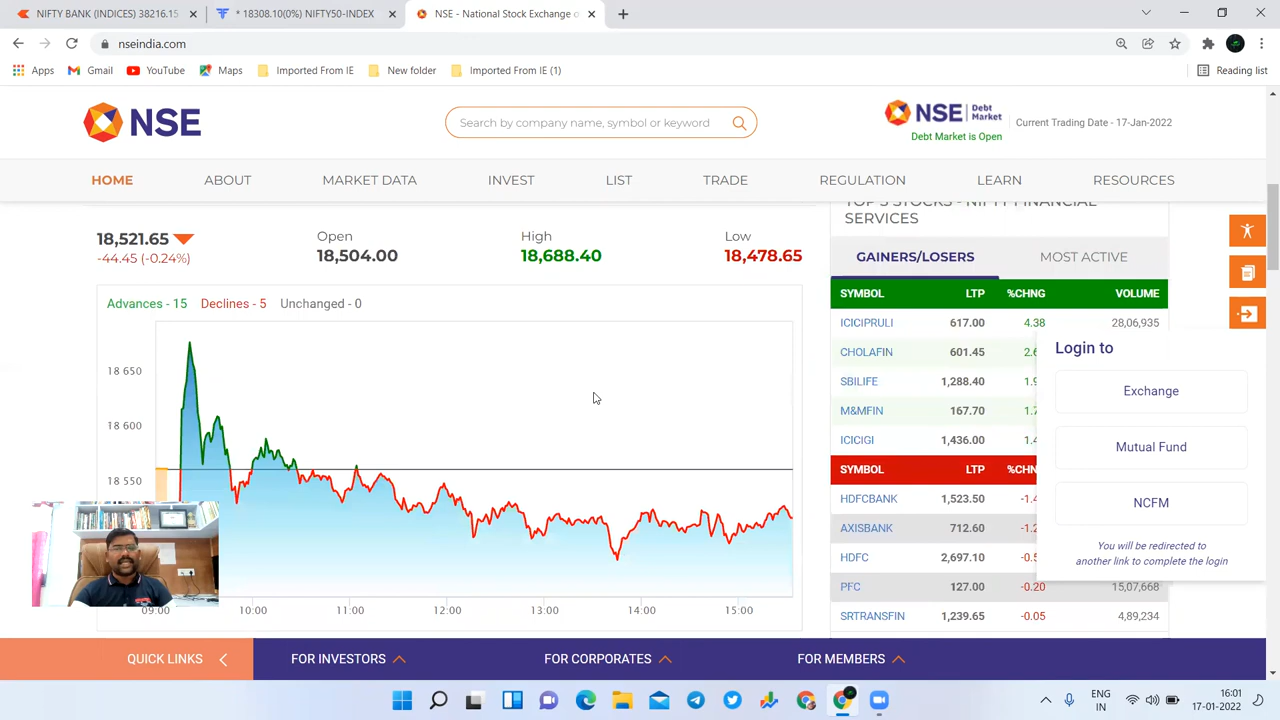 NIFTY BANK (INDICES) 38216.15
* 18308.10(0%) NIFTY50-INDEX
NSE - National Stock Exchange o
nseindia.com
Apps
Gmail
YouTube
Maps
Imported From IE
New folder
Imported From IE (1)
Reading list
NSE
Search by company name, symbol or keyword
NSE Debt Market
Debt Market is Open
Current Trading Date - 17-Jan-2022
HOME
ABOUT
MARKET DATA
INVEST
LIST
TRADE
REGULATION
LEARN
RESOURCES
18,521.65
-44.45 (-0.24%)
Open
18,504.00
High
18,688.40
Low
18,478.65
Advances - 15 Declines - 5 Unchanged - 0
18 650
18 600
18 550
09:00 10:00 11:00 12:00 13:00 14:00 15:00
TOP 5 STOCKS - NIFTY FINANCIAL
SERVICES
GAINERS/LOSERS
MOST ACTIVE
SYMBOL LTP %CHNG VOLUME
ICICIPRULI 617.00 4.38 28,06,935
CHOLAFIN 601.45
SBILIFE 1,288.40
M&MFIN 167.70
ICICIGI 1,436.00
SYMBOL LTP %CHN
HDFCBANK 1,523.50
AXISBANK 712.60
HDFC 2,697.10
PFC 127.00 -0.20 15,07,668
SRTRANSFIN 1,239.65 -0.05 4,89,234
Login to
Exchange
Mutual Fund
NCFM
You will be redirected to
another link to complete the login
QUICK LINKS
FOR INVESTORS
FOR CORPORATES
FOR MEMBERS
ENG
IN
16:01
17-01-2022